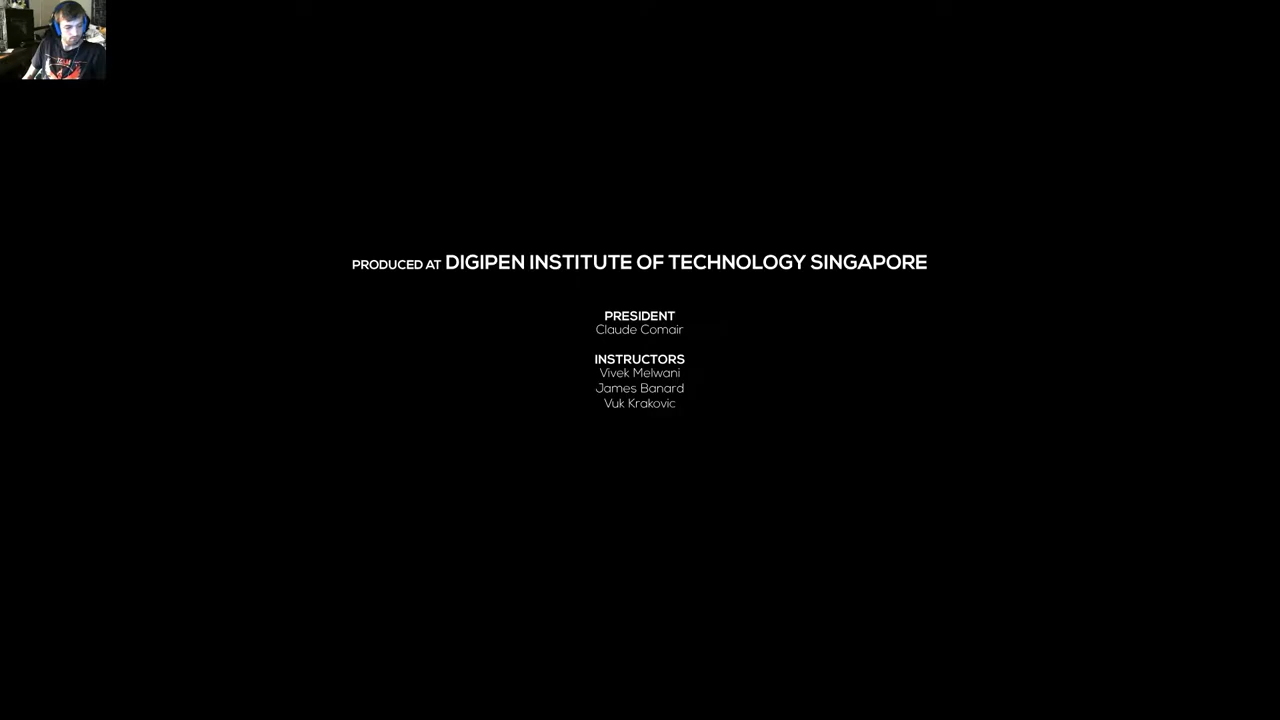 PRODUCED AT DIGIPEN INSTITUTE OF TECHNOLOGY SINGAPORE
PRESIDENT
Claude Comair
INSTRUCTORS
Vivek Melwani
James Banard
Vuk Krakovic